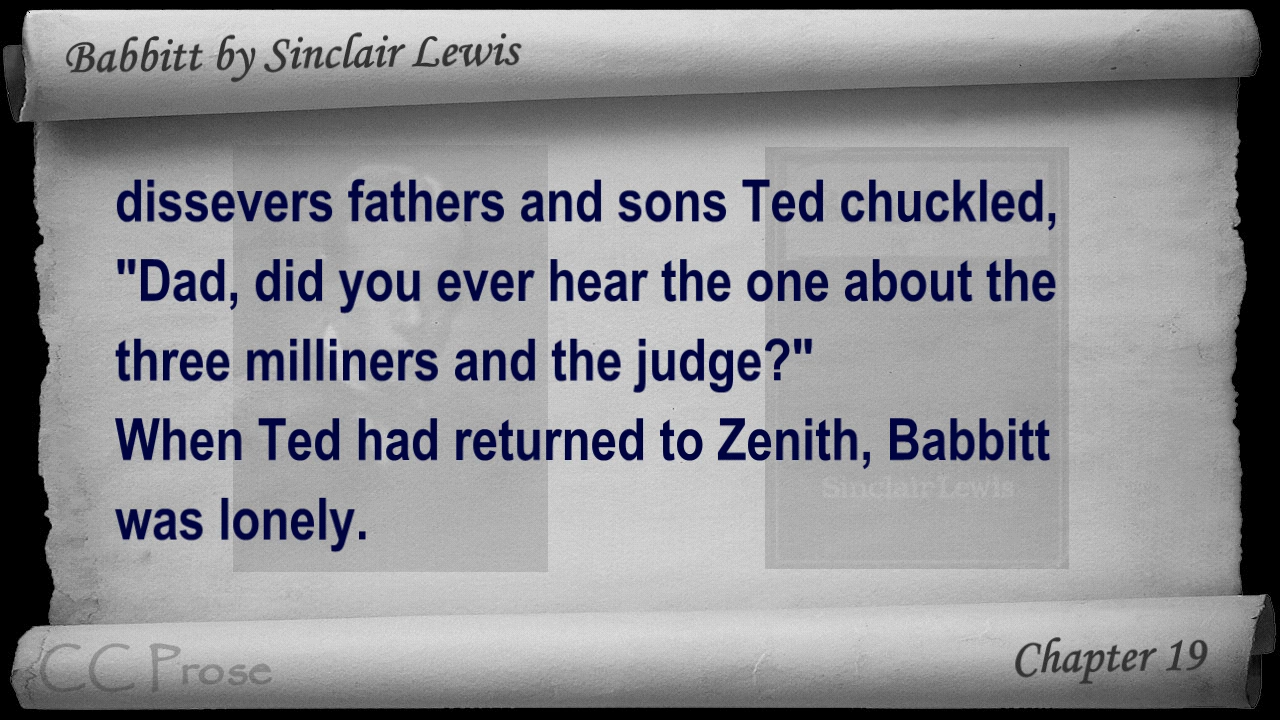 Babbitt by Sinclair Lewis
dissevers fathers and sons Ted chuckled,
"Dad, did you ever hear the one about the
three milliners and the judge?"
When Ted had returned to Zenith, Babbitt
was lonely.
Sinclair Lewis
CC Prose
Chapter 19